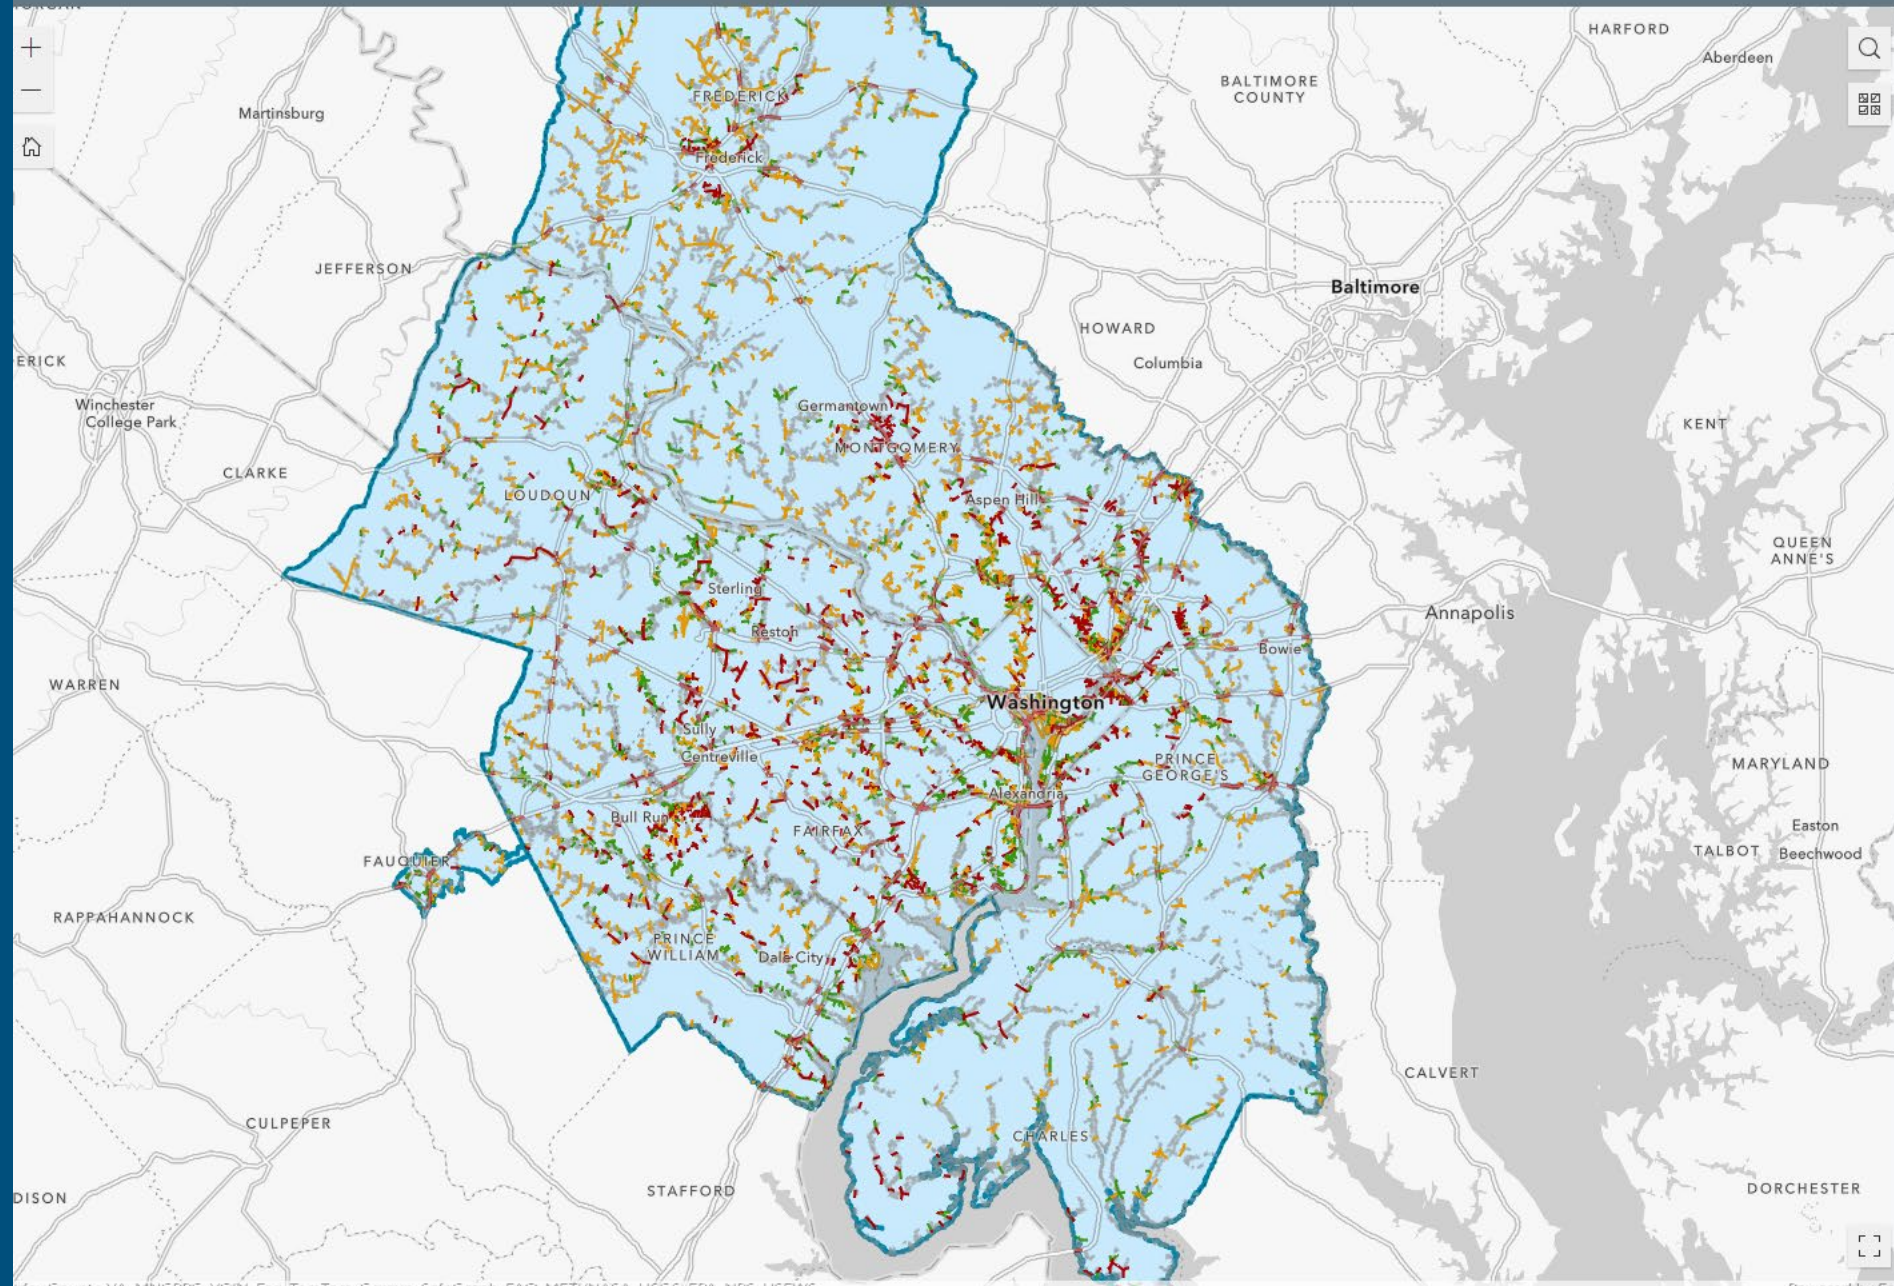 HARFORD
Aberdeen
BALTIMORE
COUNTY
Martinsburg
FREDERICK
Frederick
JEFFERSON
Baltimore
HOWARD
Columbia
ERICK
Winchester
College Park
Germantown
MONTGOMERY
KENT
CLARKE
LOUDOUN
Aspen Hill
QUEEN
ANNE'S
Sterling
Reston
Annapolis
Bowie
WARREN
Washington
Sully
Centreville
PRINCE
GEORGE'S
MARYLAND
Alexandria
Bull Run
FAIRFAX
Easton
TALBOT
Beechwood
FAUQUIER
RAPPAHANNOCK
PRINCE
WILLIAM
Dale City
CALVERT
CULPEPER
CHARLES
STAFFORD
DISON
DORCHESTER